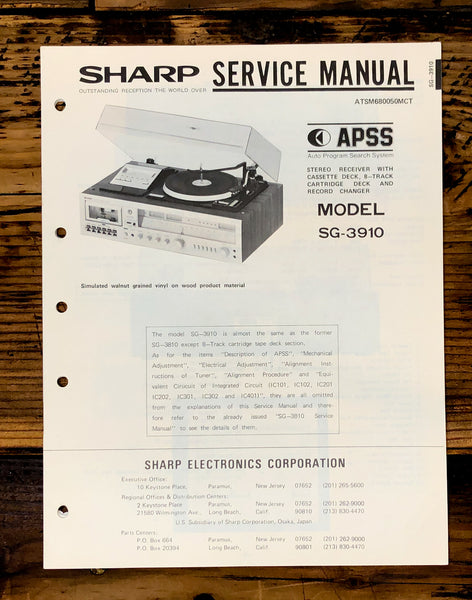 SHARP SERVICE MANUAL
OUTSTANDING RECEPTION THE WORLD OVER
SG-3910
ATSM680050MCT
APSS
Auto Program Search System
STEREO RECEIVER WITH
CASSETTE DECK, 8-TRACK
CARTRIDGE DECK AND
RECORD CHANGER
MODEL
SG-3910
Simulated walnut grained vinyl on wood product material
The model SG-3910 is almost the same as the former
SG-3810 except 8-Track cartridge tape deck section.
As for the items "Description of APSS", "Mechanical
Adjustment", "Electrical Adjustment", "Alignment Inst-
ructions of Tuner", "Alignment Procedure" and "Equi-
valent Cirucuit of Integrated Circuit (IC101, IC102, IC201
IC202, IC301, IC302 and IC401)", they are all omitted
from the explanations of this Service Manual and there-
fore refer to the already issued "SG-3810 Service
Manual" to see the details of them.
SHARP ELECTRONICS CORPORATION
Executive Office:
10 Keystone Place, Paramus, New Jersey 07652 (201) 265-5600
Regional Offices & Distribution Centers:
2 Keystone Place Paramus, New Jersey 07652 (201) 262-9000
21580 Wilmington Ave., Long Beach, Calif. 90810 (213) 830-4470
U.S. Subsidiary of Sharp Corporation, Osaka, Japan
Parts Centers:
P.O. Box 664 Paramus, New Jersey 07652 (201) 262-9000
P.O. Box 20394 Long Beach, Calif. 90801 (213) 830-4470